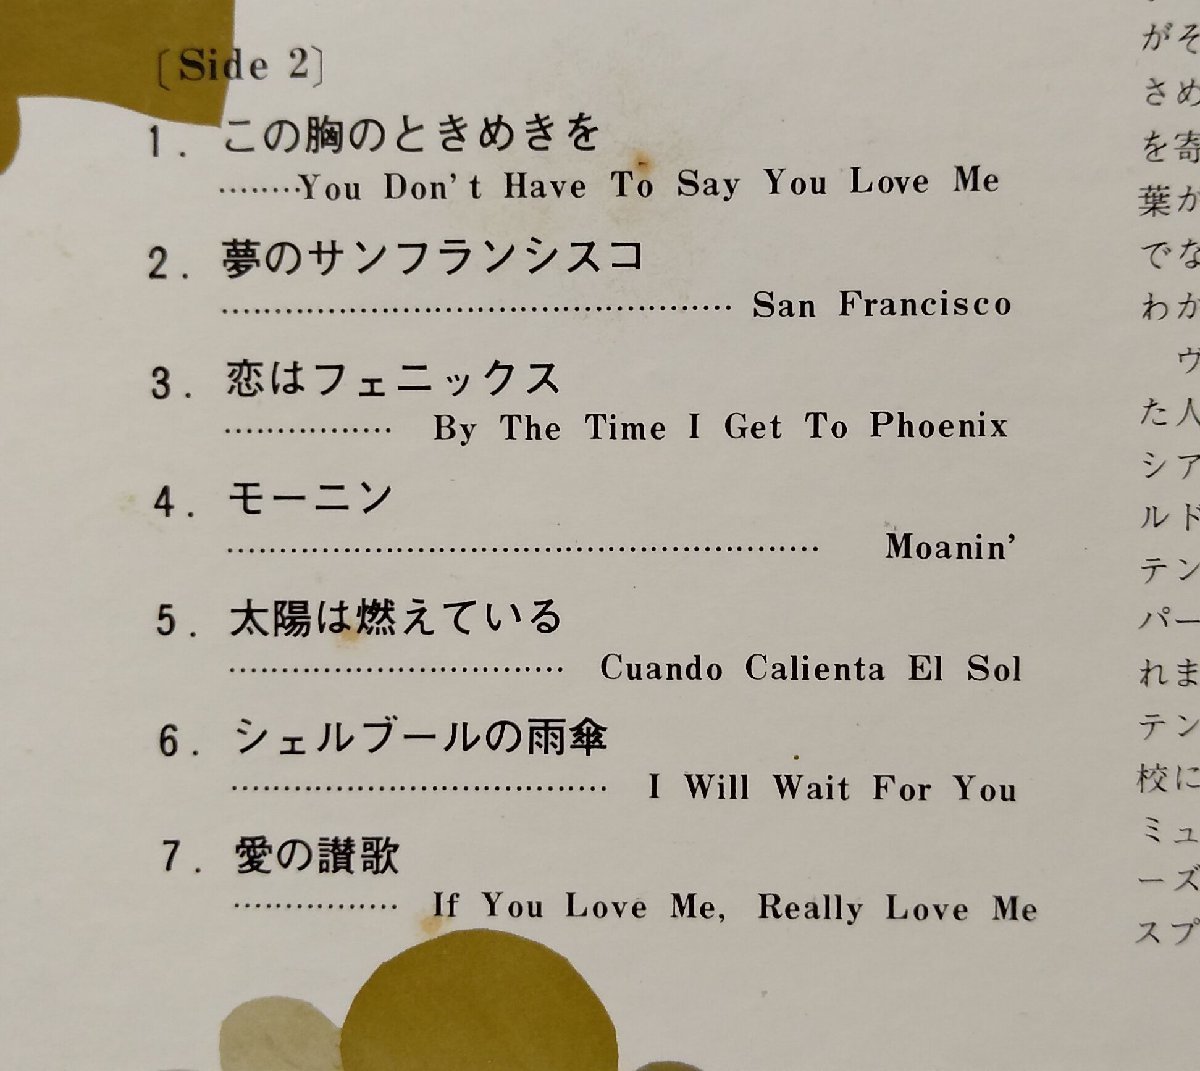 [Side 2]
1. この胸のときめきを
........You Don't Have To Say You Love Me
2. 夢のサンフランシスコ
................................................ San Francisco
3. 恋はフェニックス
................ By The Time I Get To Phoenix
4. モーニン
........................................................ Moanin'
5. 太陽は燃えている
................................ Cuando Calienta El Sol
6. シェルブールの雨傘
.................................... I Will Wait For You
7. 愛の讃歌
................ If You Love Me, Really Love Me
がそ
さめ
を寄
葉か
でな
わか
ヴ
た人
シア
ルド
テン
パー
れま
テン
校に
ミュ
ーズ
スプ